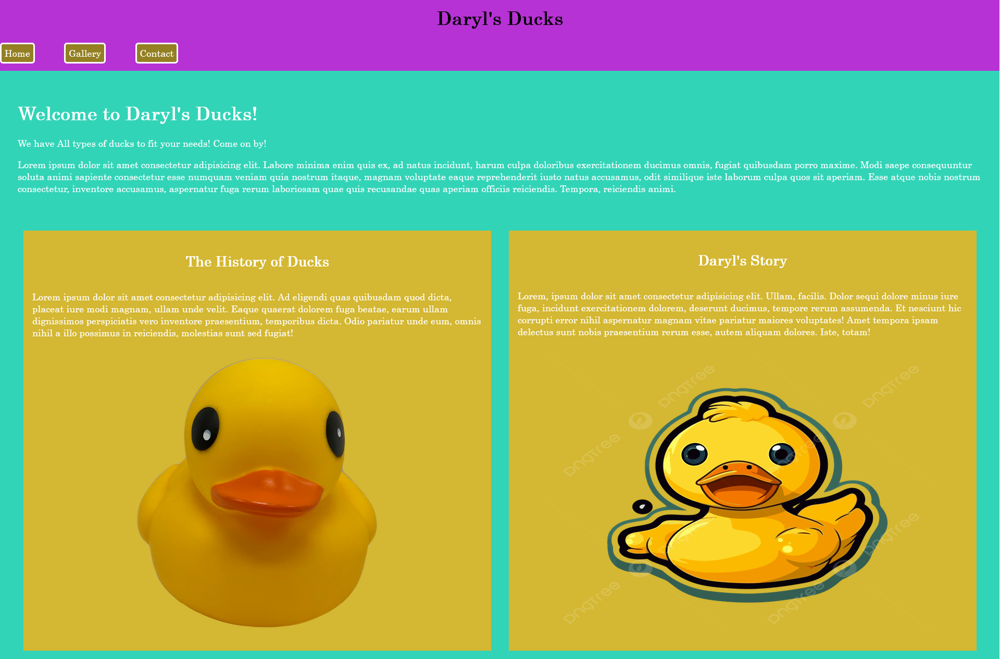 Daryl's Ducks
Home
Gallery
Contact
Welcome to Daryl's Ducks!
We have All types of ducks to fit your needs! Come on by!
Lorem ipsum dolor sit amet consectetur adipisicing elit. Labore minima enim quis ex, ad natus incidunt, harum culpa doloribus exercitationem ducimus omnis, fugiat quibusdam porro maxime. Modi saepe consequuntur
soluta animi sapiente consectetur esse numquam veniam quia nostrum itaque, magnam voluptate eaque reprehenderit iusto natus accusamus, odit similique iste laborum culpa quos sit aperiam. Esse atque nobis nostrum
consectetur, inventore accusamus, aspernatur fuga rerum laboriosam quae quis recusandae quas aperiam officiis reiciendis. Tempora, reiciendis animi.
The History of Ducks
Lorem ipsum dolor sit amet consectetur adipisicing elit. Ad eligendi quas quibusdam quod dicta,
placeat iure modi magnam, ullam unde velit. Eaque quaerat dolorem fuga beatae, earum ullam
dignissimos perspiciatis vero inventore praesentium, temporibus dicta. Odio pariatur unde eum, omnis
nihil a illo possimus in reiciendis, molestias sunt sed fugiat!
Daryl's Story
Lorem, ipsum dolor sit amet consectetur adipisicing elit. Ullam, facilis. Dolor sequi dolore minus iure
fuga, incidunt exercitationem dolorem, deserunt ducimus, tempore rerum assumenda. Et nesciunt hic
corrupti error nihil aspernatur magnam vitae pariatur maiores voluptates! Amet tempora ipsam
delectus sunt nobis praesentium rerum esse, autem aliquam dolores. Iste, totam!
pngtree
pngtree
pngtree
pngtree
pngtree
pngtree
pngtree
pngtree